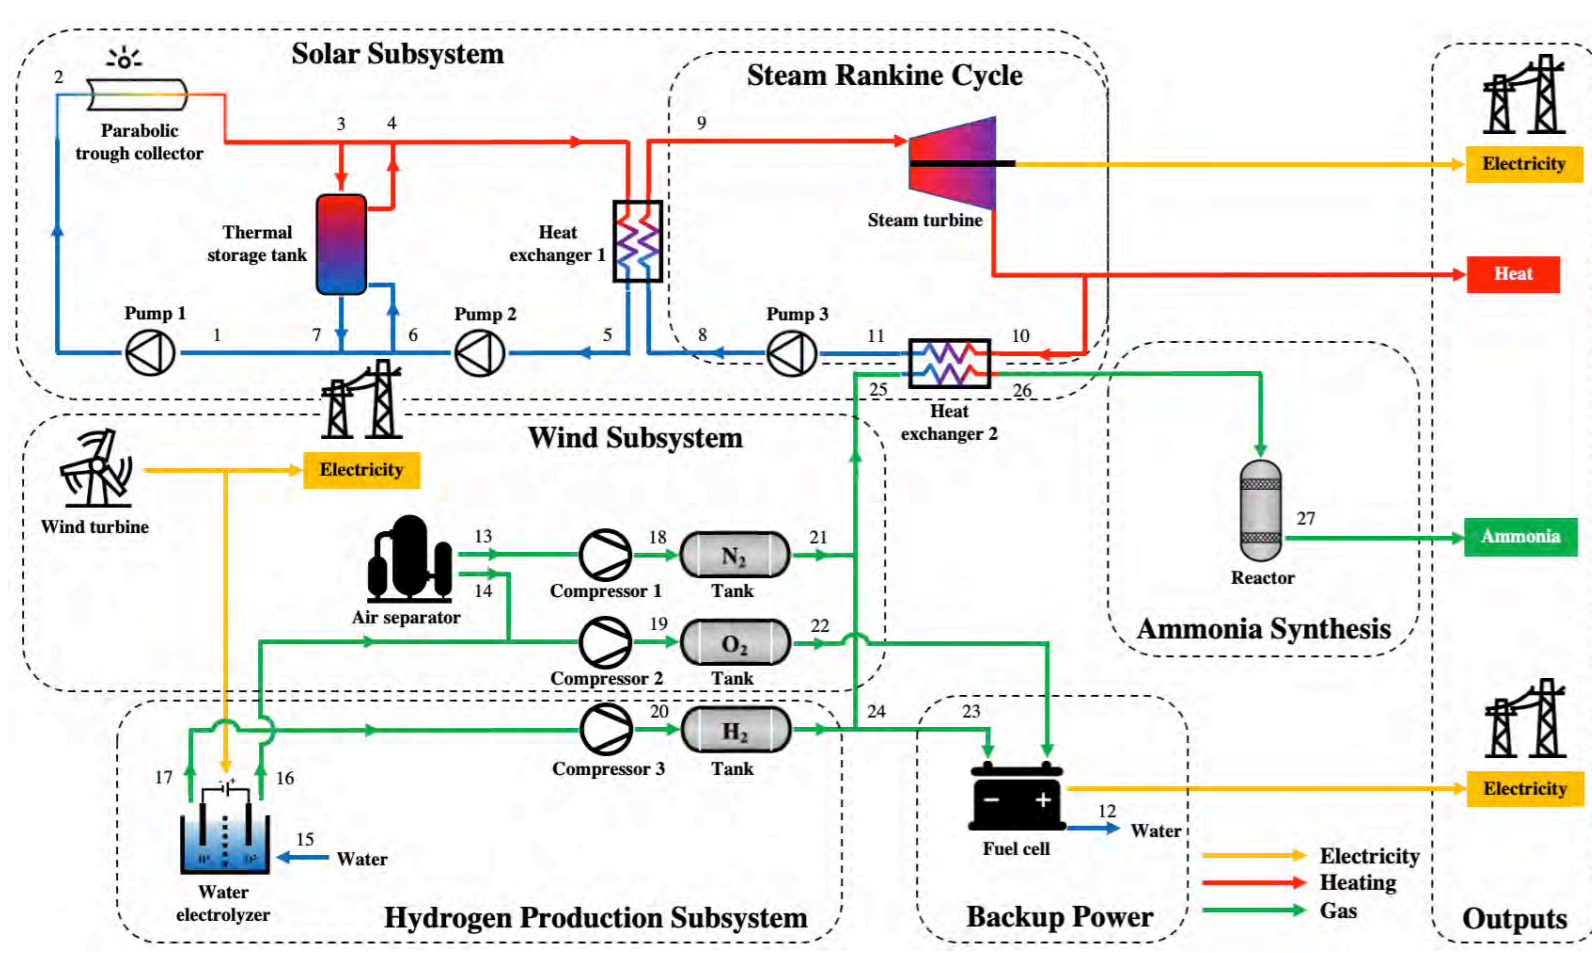 Solar Subsystem
Steam Rankine Cycle
2
Parabolic
trough collector
3
4
9
Electricity
Steam turbine
Thermal
storage tank
Heat
exchanger 1
Heat
Pump 1
Pump 2
Pump 3
1
7
6
5
8
11
10
25
26
Heat
exchanger 2
Wind Subsystem
Electricity
Wind turbine
13
18
21
N₂
14
Compressor 1
Tank
Air separator
19
22
O₂
Compressor 2
Tank
27
Ammonia
Reactor
Ammonia Synthesis
20
24
23
H₂
Compressor 3
Tank
17
16
- +
15
Water
Water
electrolyzer
Hydrogen Production Subsystem
− +
12
Water
Fuel cell
Backup Power
Electricity
Electricity
Heating
Gas
Outputs